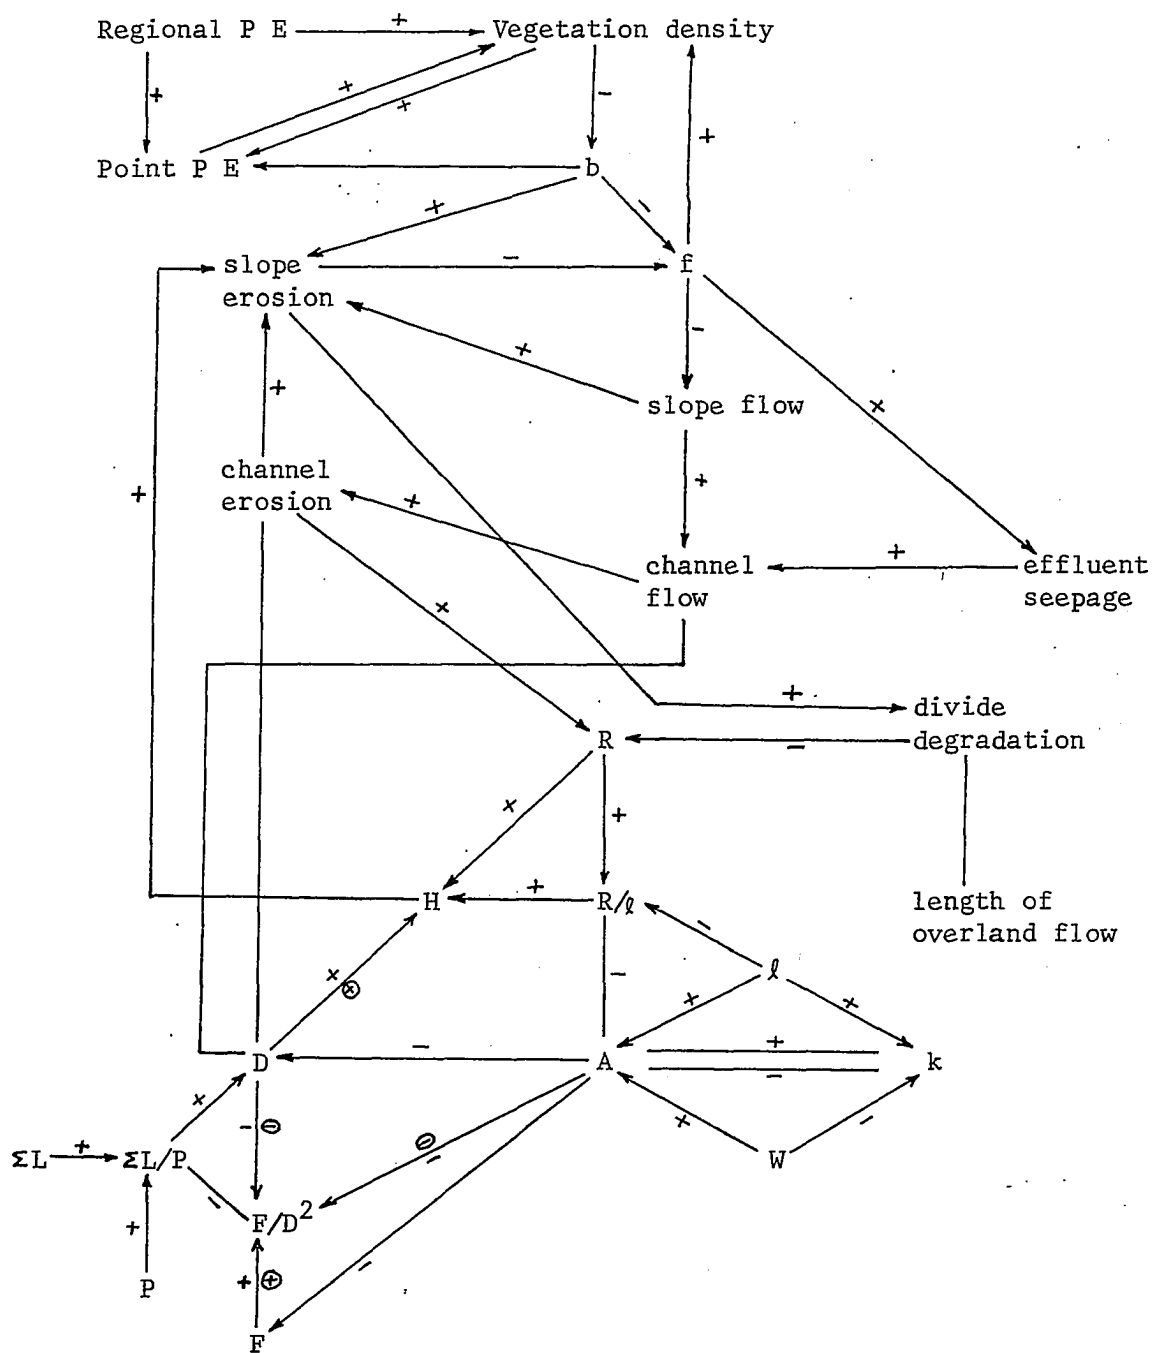 Regional P E + Vegetation density
+
+
+
-
+
Point P E b
+
-
slope - f
erosion
+
-
+
slope flow
x
+
channel
erosion
+
+
+
channel + effluent
flow seepage
x
+ divide
R - degradation
x
+
H + R/ℓ length of
overland flow
-
x
ⓧ
-
ℓ
+
+
D - A + k
-
x
- ⊖
⊖
-
x
-
ΣL + ΣL/P W
-
F/D²
+
+ ⊕
-
P
F